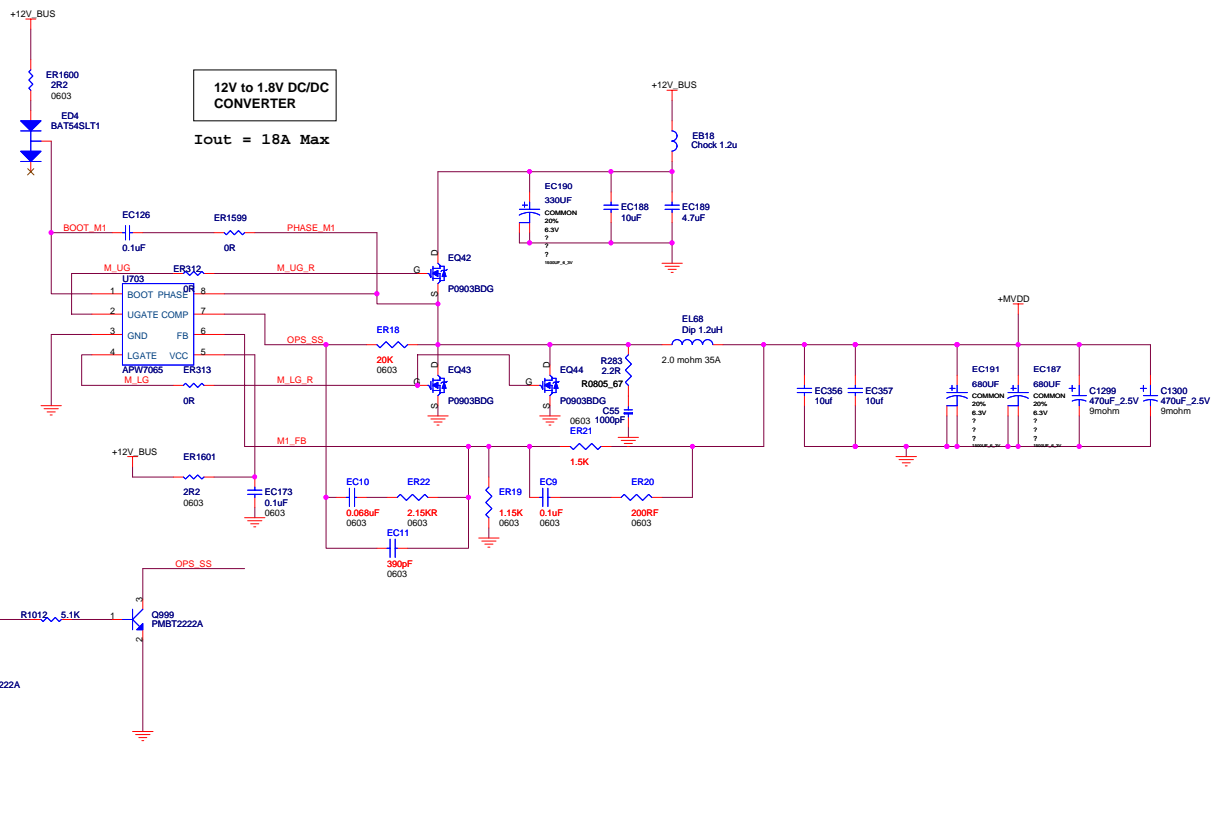 +12V_BUS
ER1600
2R2
0603
ED4
BAT54SLT1
12V to 1.8V DC/DC
CONVERTER
Iout = 18A Max
+12V_BUS
EB18
Chock 1.2u
EC190
330UF
COMMON
20%
6.3V
?
?
?
EC188
10uF
EC189
4.7uF
BOOT_M1
EC126
0.1uF
ER1599
0R
PHASE_M1
M_UG
ER312
0R
M_UG_R
D
G
S
EQ42
P0903BDG
U703
1
BOOT
PHASE
8
2
UGATE
COMP
7
3
GND
FB
6
4
LGATE
VCC
5
APW7065
M_LG
ER313
0R
M_LG_R
OPS_SS
ER18
20K
0603
D
G
S
EQ43
P0903BDG
D
G
S
EQ44
P0903BDG
R283
2.2R
R0805_67
C55
1000pF
0603
EL68
Dip 1.2uH
2.0 mohm 35A
+MVDD
EC356
10uf
EC357
10uf
EC191
680UF
COMMON
20%
6.3V
?
?
?
EC187
680UF
COMMON
20%
6.3V
?
?
?
C1299
470uF_2.5V
9mohm
C1300
470uF_2.5V
9mohm
M1_FB
ER21
1.5K
+12V_BUS
ER1601
2R2
0603
EC173
0.1uF
0603
EC10
0.068uF
0603
ER22
2.15KR
0603
EC11
390pF
0603
ER19
1.15K
0603
EC9
0.1uF
0603
ER20
200RF
0603
OPS_SS
R1012
5.1K
1
3
2
Q999
PMBT2222A
222A